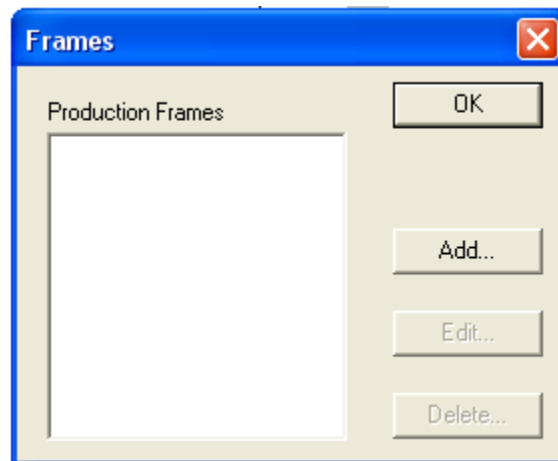 Frames
Production Frames
OK
Add...
Edit...
Delete...